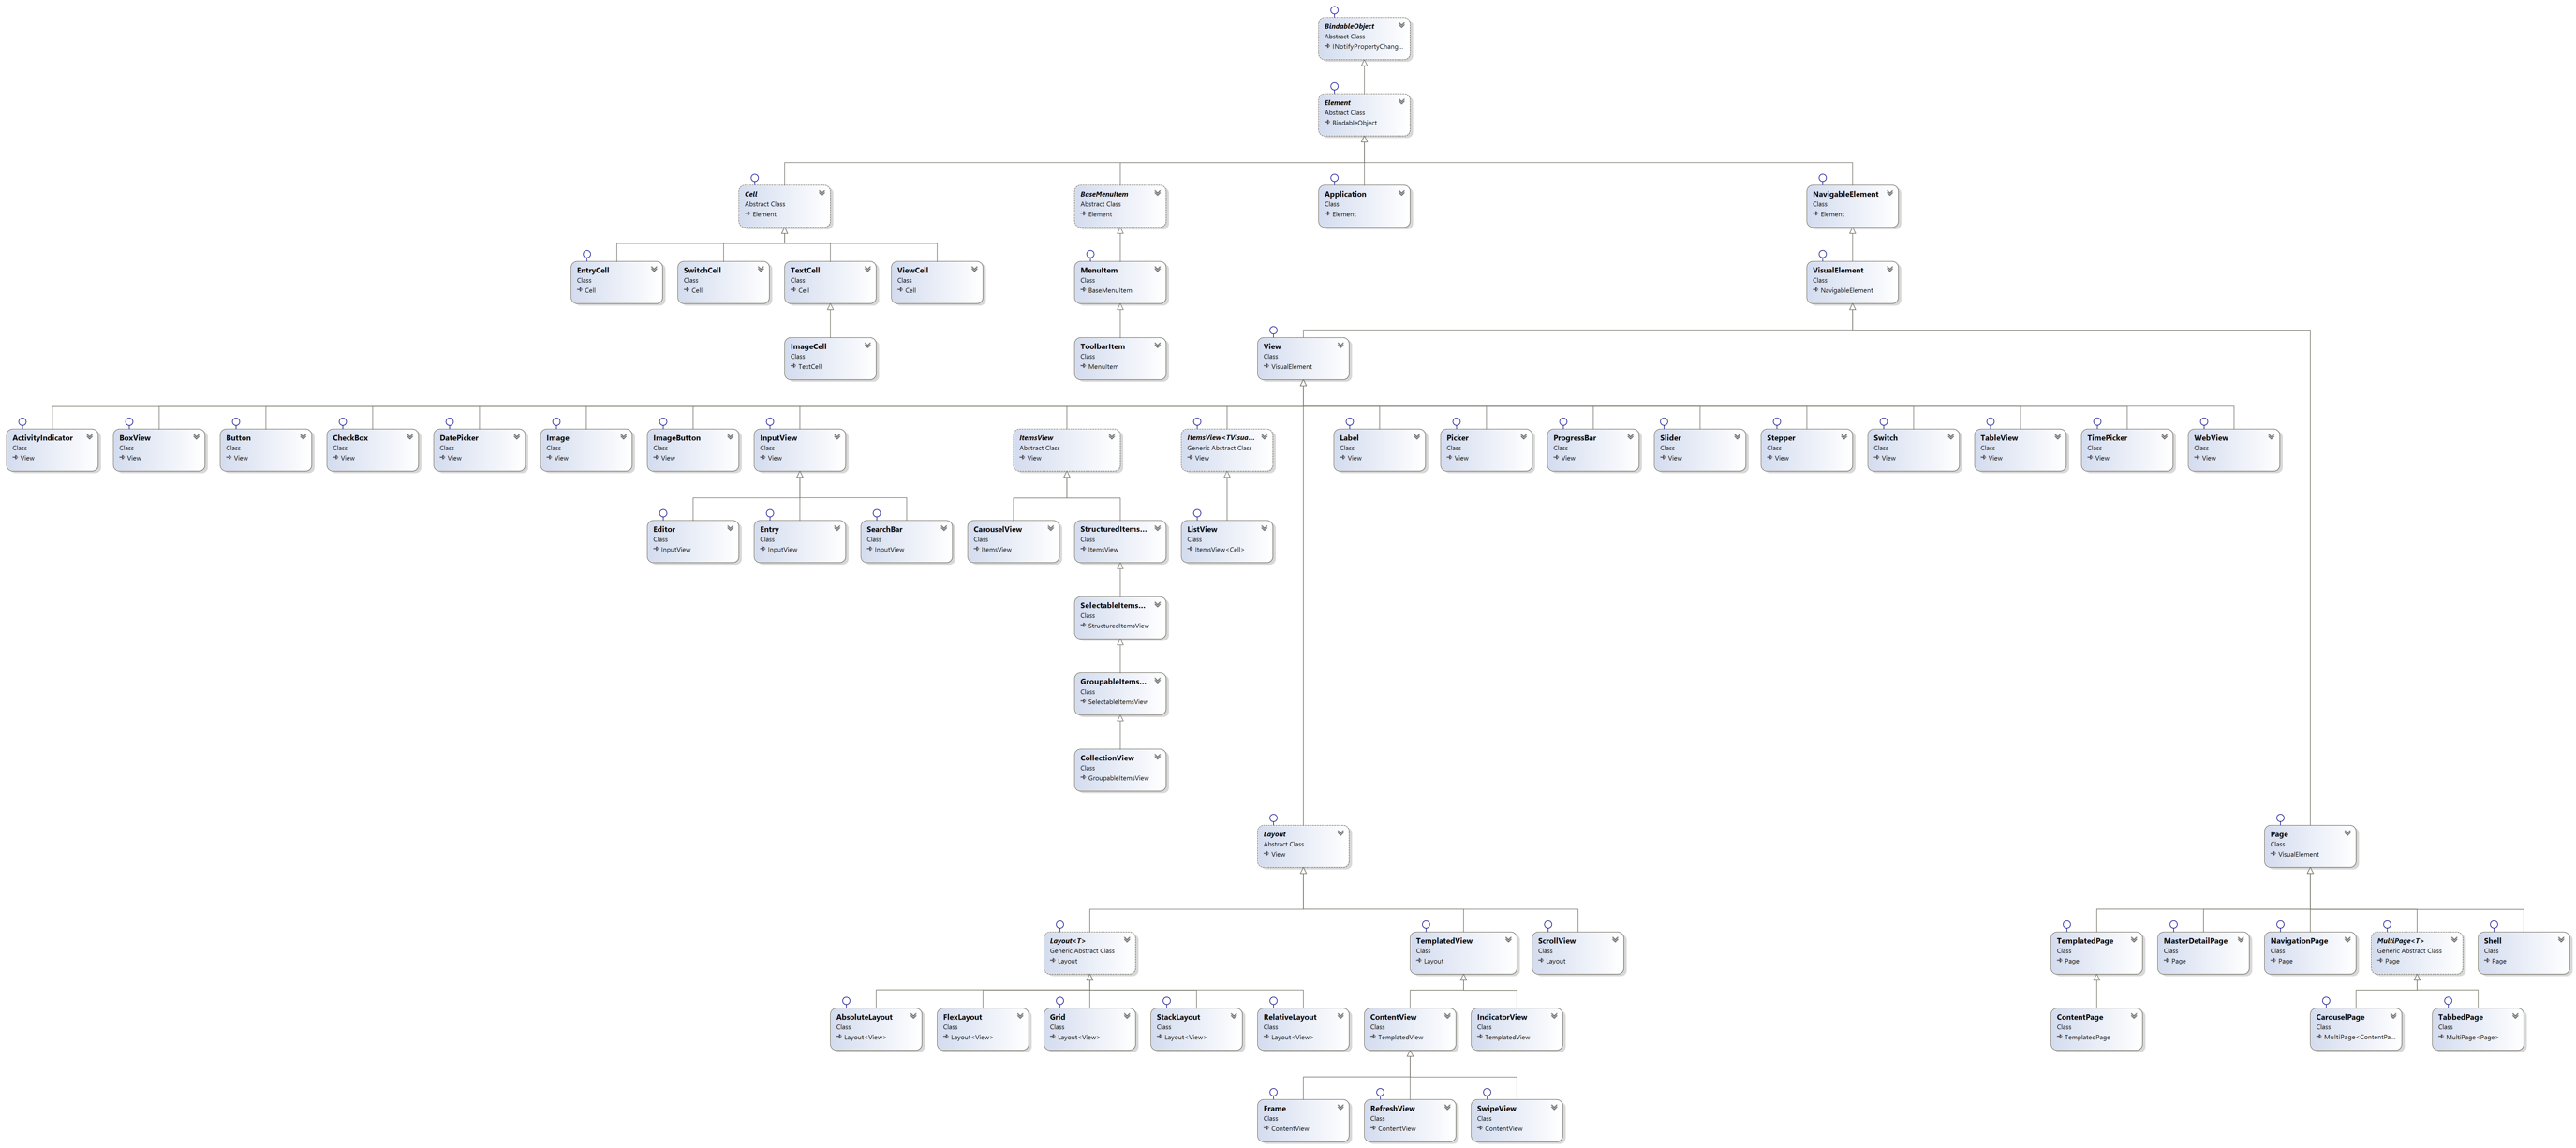 BindableObject
Abstract Class
INotifyPropertyChang...
Element
Abstract Class
BindableObject
Cell
Abstract Class
Element
BaseMenuItem
Abstract Class
Element
Application
Class
Element
NavigableElement
Class
Element
EntryCell
Class
Cell
SwitchCell
Class
Cell
TextCell
Class
Cell
ViewCell
Class
Cell
MenuItem
Class
BaseMenuItem
VisualElement
Class
NavigableElement
ImageCell
Class
TextCell
ToolbarItem
Class
MenuItem
View
Class
VisualElement
ActivityIndicator
Class
View
BoxView
Class
View
Button
Class
View
CheckBox
Class
View
DatePicker
Class
View
Image
Class
View
ImageButton
Class
View
InputView
Class
View
ItemsView
Abstract Class
View
ItemsView<TVisua...
Generic Abstract Class
View
Label
Class
View
Picker
Class
View
ProgressBar
Class
View
Slider
Class
View
Stepper
Class
View
Switch
Class
View
TableView
Class
View
TimePicker
Class
View
WebView
Class
View
Editor
Class
InputView
Entry
Class
InputView
SearchBar
Class
InputView
CarouselView
Class
ItemsView
StructuredItems...
Class
ItemsView
ListView
Class
ItemsView<Cell>
SelectableItems...
Class
StructuredItemsView
GroupableItems...
Class
SelectableItemsView
CollectionView
Class
GroupableItemsView
Layout
Abstract Class
View
Page
Class
VisualElement
Layout<T>
Generic Abstract Class
Layout
TemplatedView
Class
Layout
ScrollView
Class
Layout
TemplatedPage
Class
Page
MasterDetailPage
Class
Page
NavigationPage
Class
Page
MultiPage<T>
Generic Abstract Class
Page
Shell
Class
Page
AbsoluteLayout
Class
Layout<View>
FlexLayout
Class
Layout<View>
Grid
Class
Layout<View>
StackLayout
Class
Layout<View>
RelativeLayout
Class
Layout<View>
ContentView
Class
TemplatedView
IndicatorView
Class
TemplatedView
ContentPage
Class
TemplatedPage
CarouselPage
Class
MultiPage<ContentPa...
TabbedPage
Class
MultiPage<Page>
Frame
Class
ContentView
RefreshView
Class
ContentView
SwipeView
Class
ContentView